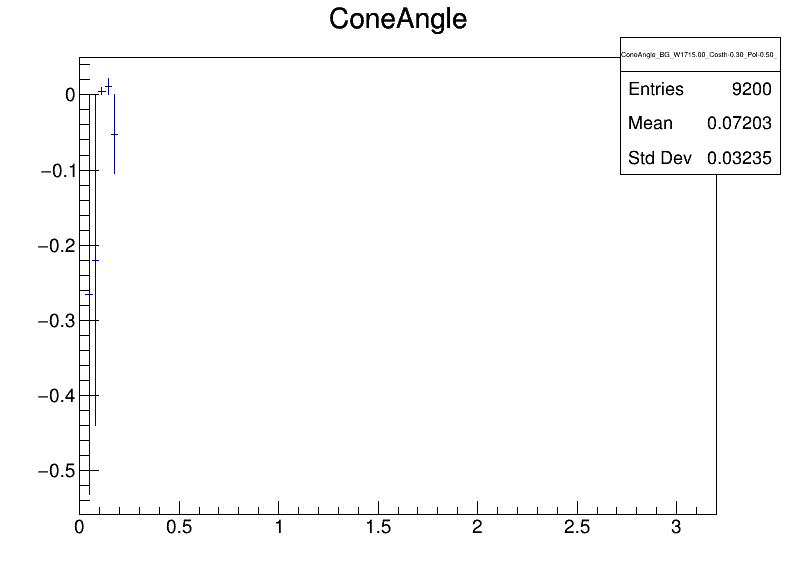 ConeAngle
ConeAngle_BG_W1715.00_Costh-0.30_Pol-0.50_
Entries 9200
Mean 0.07203
Std Dev 0.03235
0
−0.1
−0.2
−0.3
−0.4
−0.5
0 0.5 1 1.5 2 2.5 3